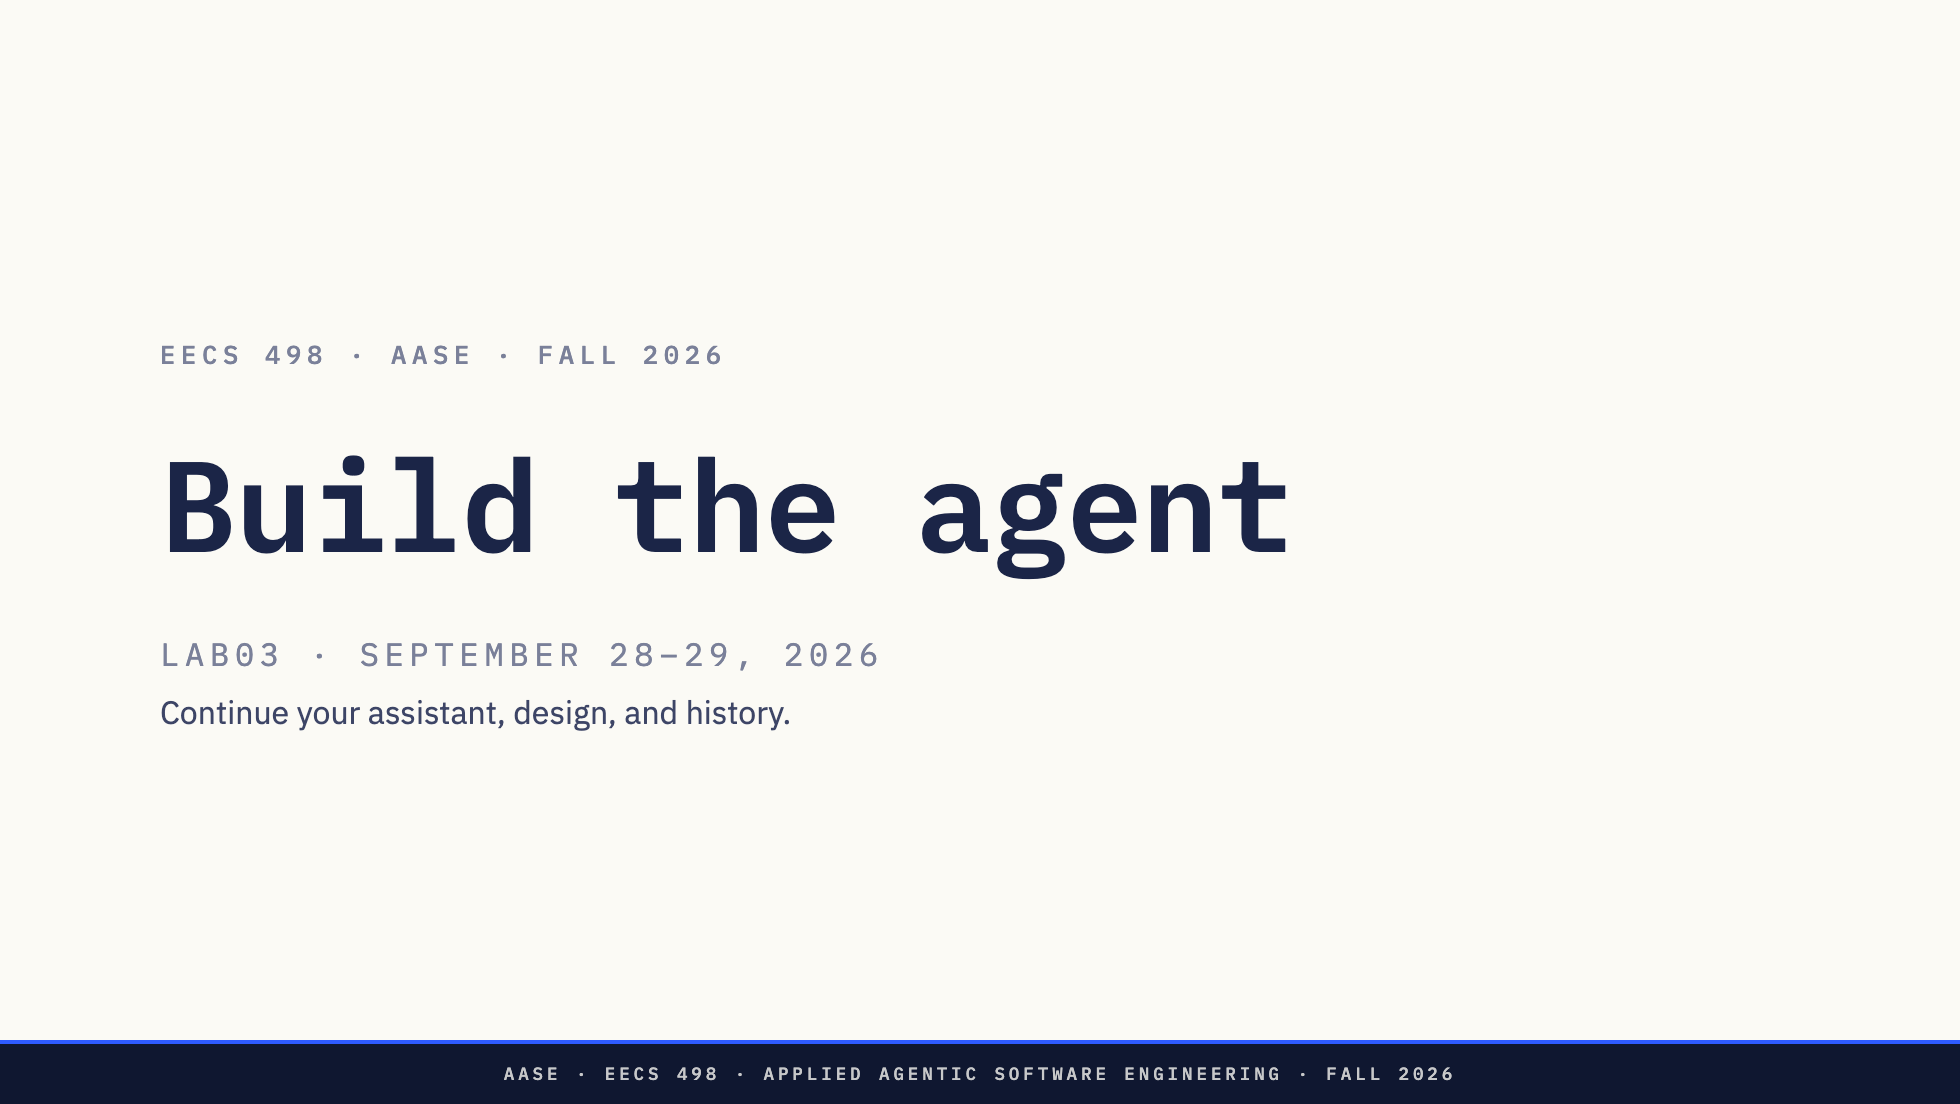 EECS 498 · AASE · FALL 2026
Build the agent
LAB03 · SEPTEMBER 28–29, 2026
Continue your assistant, design, and history.
AASE · EECS 498 · APPLIED AGENTIC SOFTWARE ENGINEERING · FALL 2026